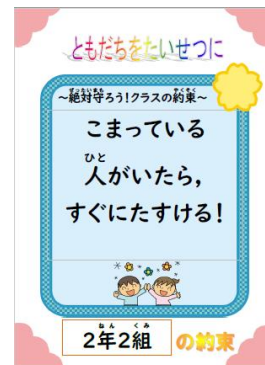 ともだちをたいせつに
～絶対守ろう！クラスの約束～
こまっている
人がいたら，
すぐにたすける！
2年2組 の約束